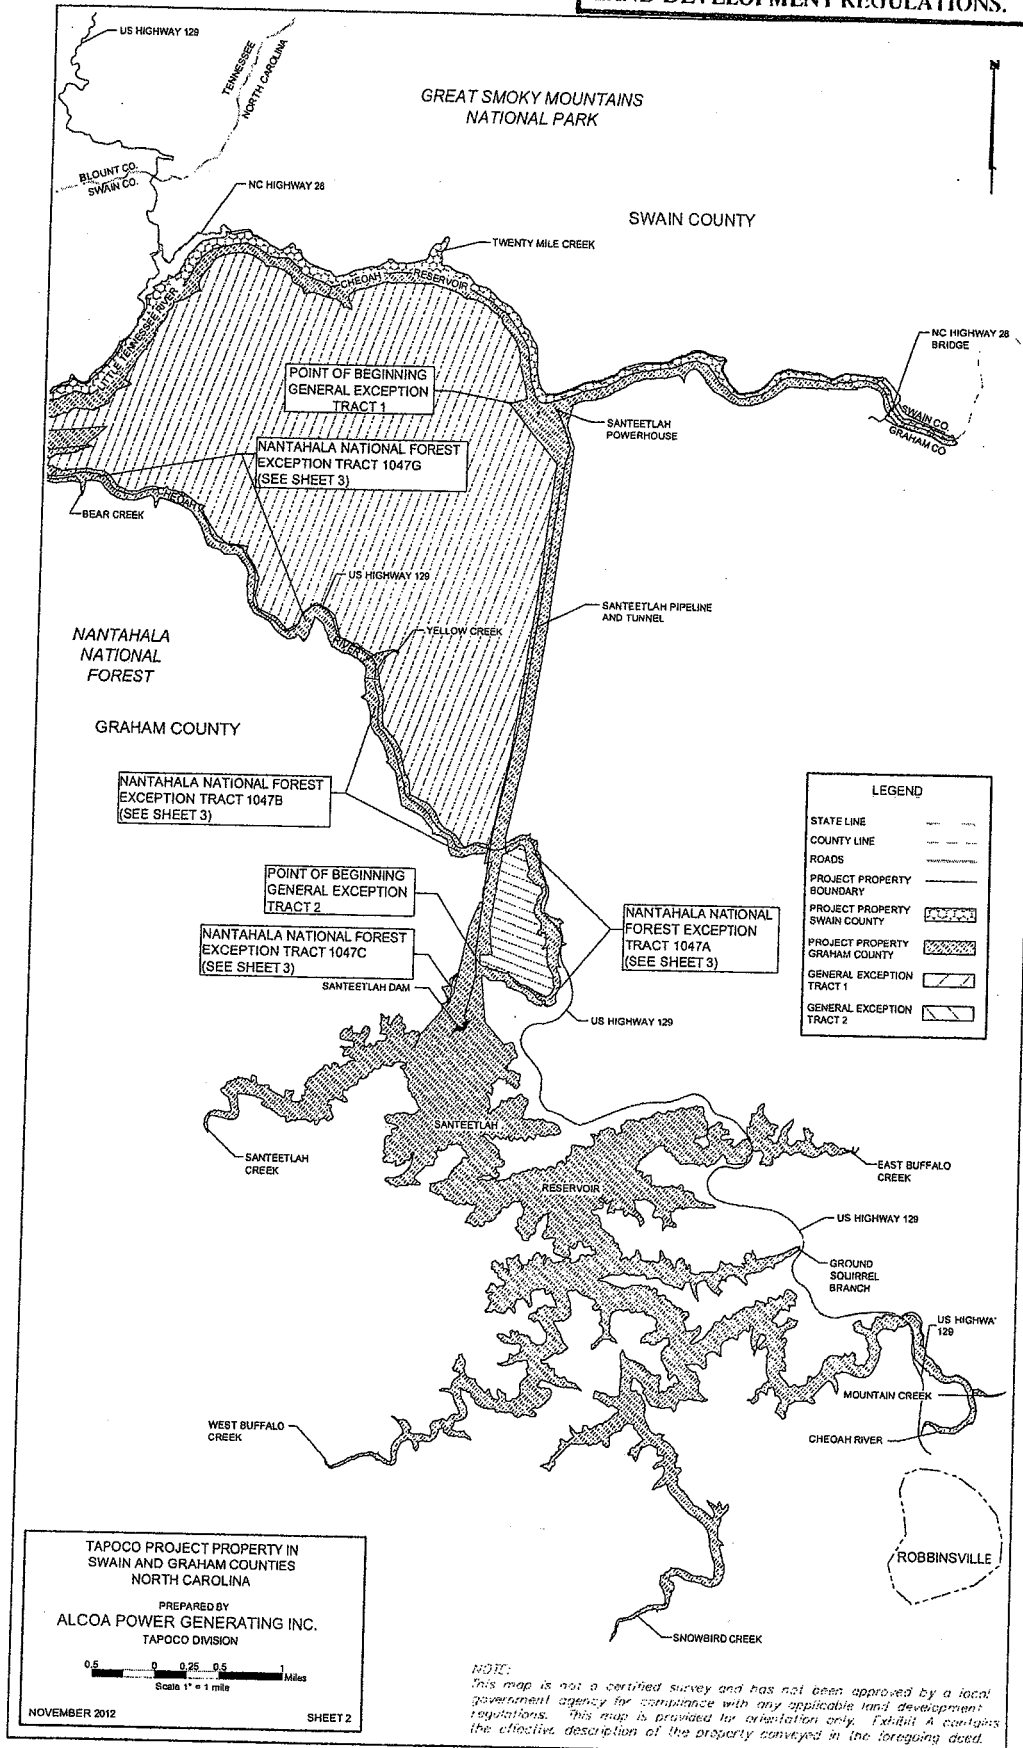 LAND DEVELOPMENT REGULATIONS.
US HIGHWAY 129
TENNESSEE
NORTH CAROLINA
GREAT SMOKY MOUNTAINS
NATIONAL PARK
N
BLOUNT CO.
SWAIN CO.
NC HIGHWAY 28
SWAIN COUNTY
TWENTY MILE CREEK
CHEOAH RESERVOIR
LITTLE TENNESSEE RIVER
NC HIGHWAY 28
BRIDGE
POINT OF BEGINNING
GENERAL EXCEPTION
TRACT 1
SWAIN CO.
GRAHAM CO
SANTEETLAH
POWERHOUSE
NANTAHALA NATIONAL FOREST
EXCEPTION TRACT 1047G
(SEE SHEET 3)
BEAR CREEK
CHEOAH
US HIGHWAY 129
SANTEETLAH PIPELINE
AND TUNNEL
YELLOW CREEK
RIVER
NANTAHALA
NATIONAL
FOREST
GRAHAM COUNTY
NANTAHALA NATIONAL FOREST
EXCEPTION TRACT 1047B
(SEE SHEET 3)
LEGEND
STATE LINE
COUNTY LINE
ROADS
PROJECT PROPERTY
BOUNDARY
PROJECT PROPERTY
SWAIN COUNTY
PROJECT PROPERTY
GRAHAM COUNTY
GENERAL EXCEPTION
TRACT 1
GENERAL EXCEPTION
TRACT 2
POINT OF BEGINNING
GENERAL EXCEPTION
TRACT 2
NANTAHALA NATIONAL
FOREST EXCEPTION
TRACT 1047A
(SEE SHEET 3)
NANTAHALA NATIONAL FOREST
EXCEPTION TRACT 1047C
(SEE SHEET 3)
SANTEETLAH DAM
US HIGHWAY 129
SANTEETLAH
SANTEETLAH
CREEK
EAST BUFFALO
CREEK
RESERVOIR
US HIGHWAY 129
GROUND
SQUIRREL
BRANCH
US HIGHWA
129
MOUNTAIN CREEK
WEST BUFFALO
CREEK
CHEOAH RIVER
ROBBINSVILLE
SNOWBIRD CREEK
TAPOCO PROJECT PROPERTY IN
SWAIN AND GRAHAM COUNTIES
NORTH CAROLINA
PREPARED BY
ALCOA POWER GENERATING INC.
TAPOCO DIVISION
0.5 0 0.25 0.5 1
Miles
Scale 1" = 1 mile
NOVEMBER 2012
SHEET 2
NOTE:
This map is not a certified survey and has not been approved by a local
government agency for compliance with any applicable land development
regulations. This map is provided for orientation only. Exhibit A contains
the effective description of the property conveyed in the foregoing deed.